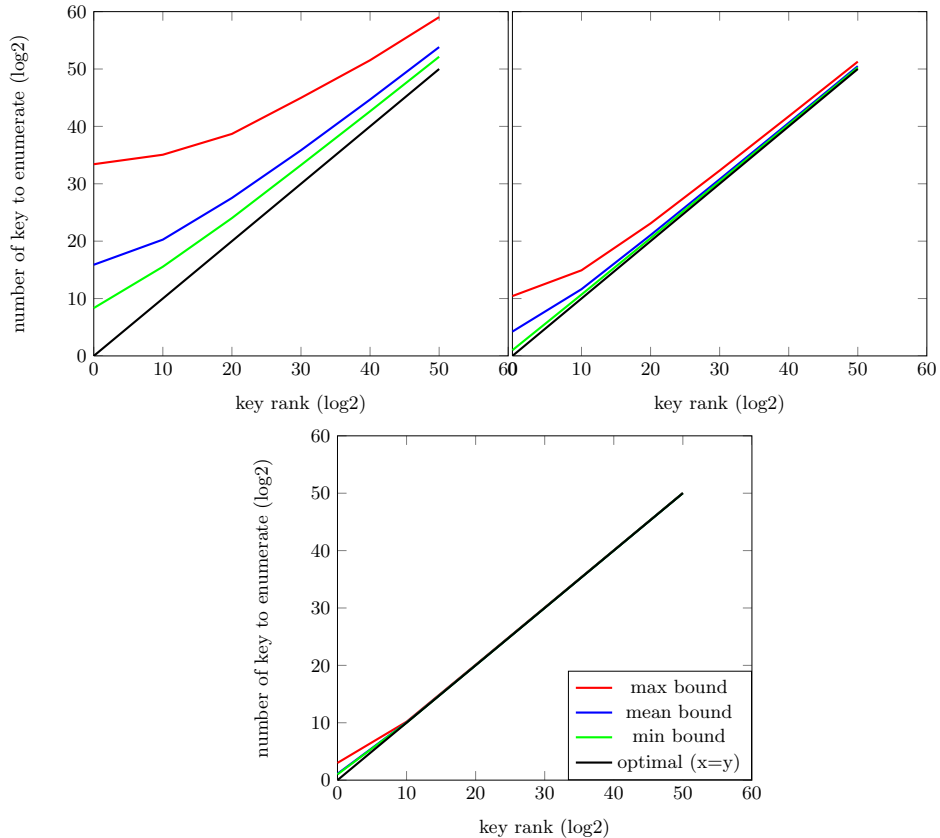 number of key to enumerate (log2)
60
50
40
30
20
10
0
0 10 20 30 40 50 60
key rank (log2)
0 10 20 30 40 50 60
key rank (log2)
number of key to enumerate (log2)
60
50
40
30
20
10
0
0 10 20 30 40 50 60
key rank (log2)
max bound
mean bound
min bound
optimal (x=y)